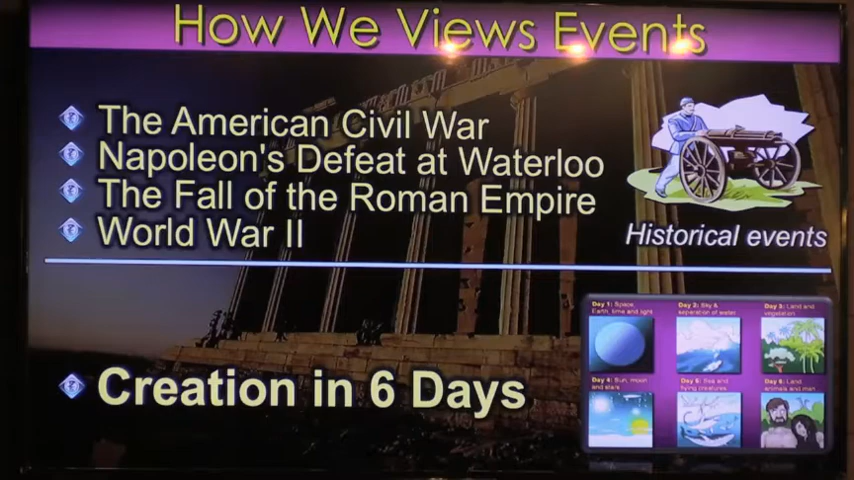 How We Views Events
The American Civil War
Napoleon's Defeat at Waterloo
The Fall of the Roman Empire
World War II
Historical events
Creation in 6 Days
Day 1: Space,
Earth, time and light
Day 2: Sky &
separation of water
Day 3: Land and
vegetation
Day 4: Sun, moon
and stars
Day 5: Sea and
flying creatures
Day 6: Land
animals and man